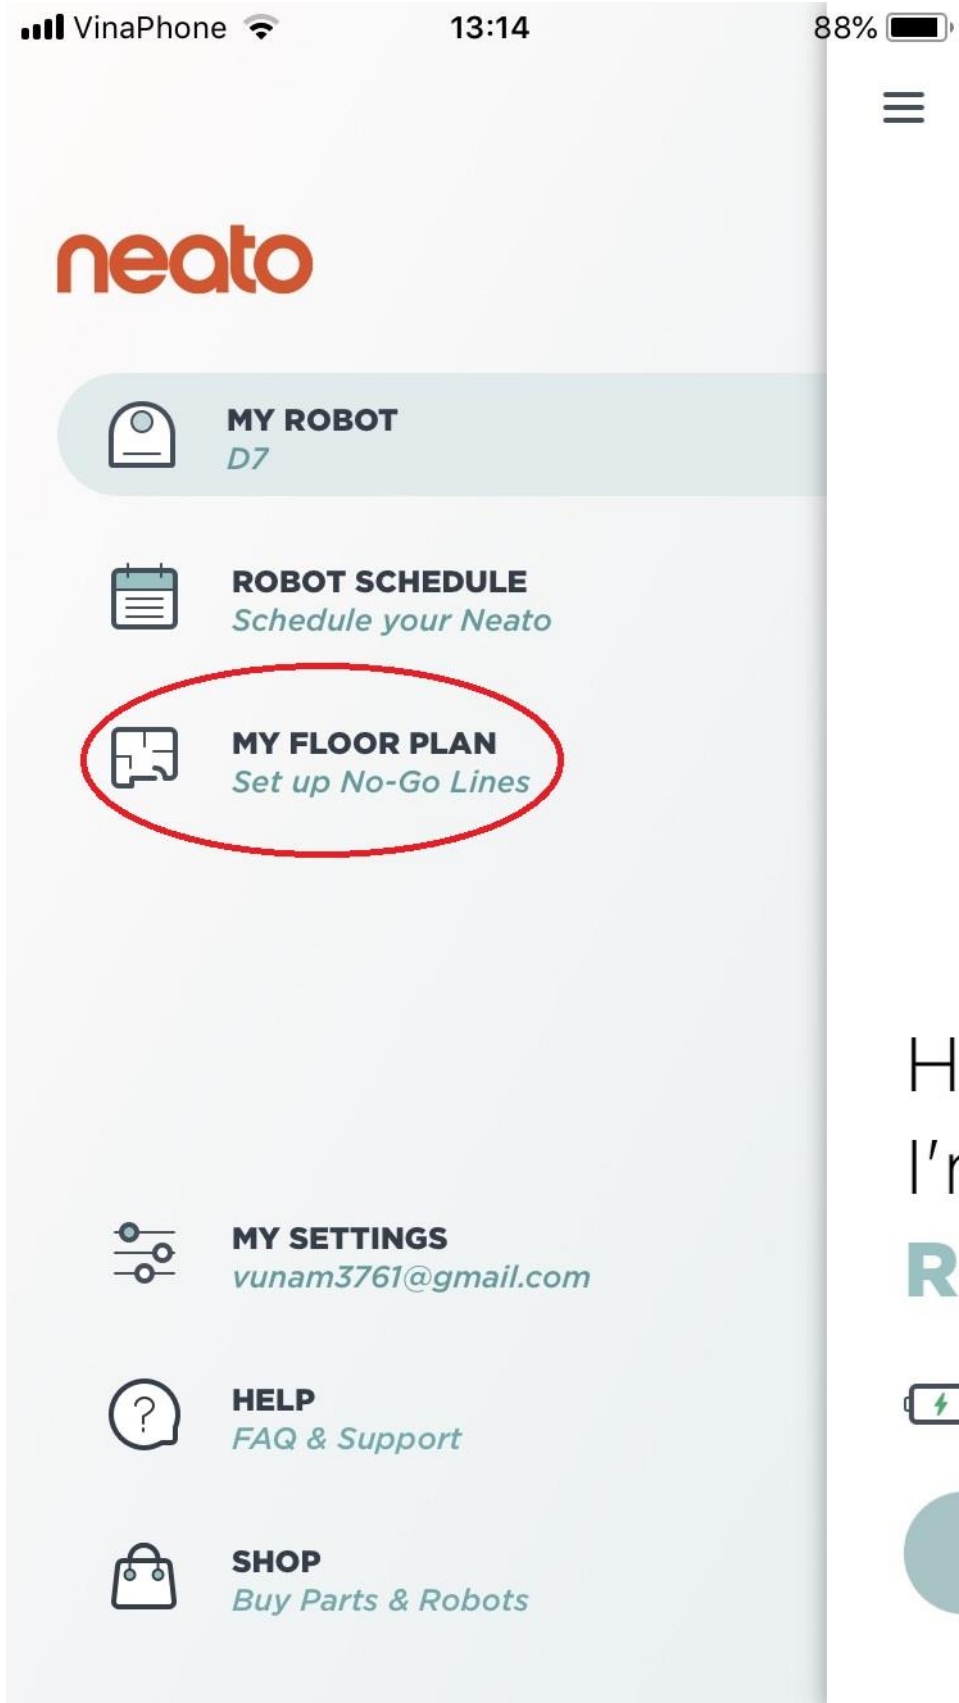 VinaPhone 13:14 88%
neato
MY ROBOT
D7
ROBOT SCHEDULE
Schedule your Neato
MY FLOOR PLAN
Set up No-Go Lines
H
I'
R
MY SETTINGS
vunam3761@gmail.com
HELP
FAQ & Support
SHOP
Buy Parts & Robots